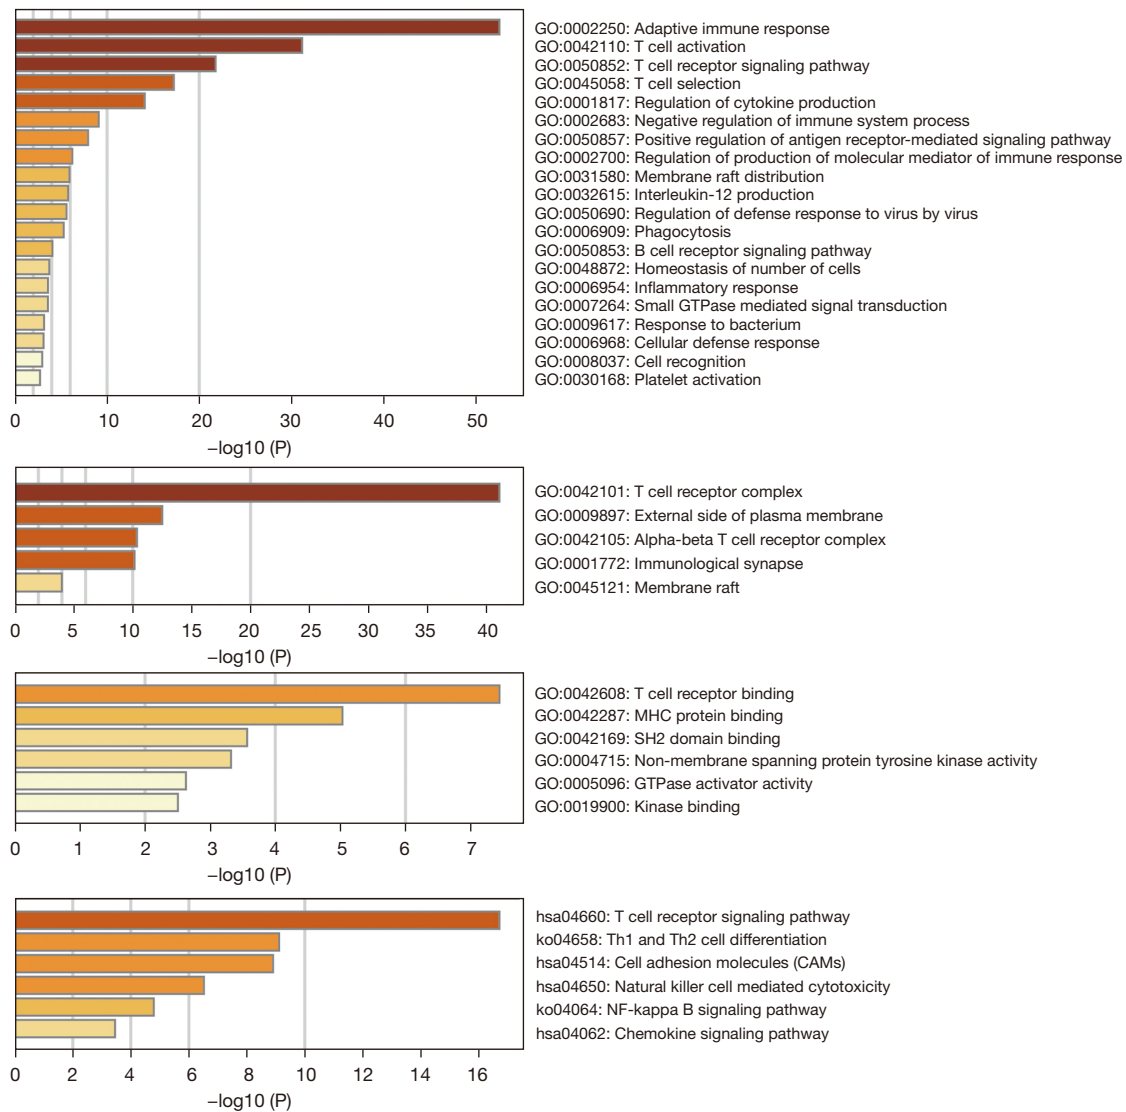 GO:0002250: Adaptive immune response
GO:0042110: T cell activation
GO:0050852: T cell receptor signaling pathway
GO:0045058: T cell selection
GO:0001817: Regulation of cytokine production
GO:0002683: Negative regulation of immune system process
GO:0050857: Positive regulation of antigen receptor-mediated signaling pathway
GO:0002700: Regulation of production of molecular mediator of immune response
GO:0031580: Membrane raft distribution
GO:0032615: Interleukin-12 production
GO:0050690: Regulation of defense response to virus by virus
GO:0006909: Phagocytosis
GO:0050853: B cell receptor signaling pathway
GO:0048872: Homeostasis of number of cells
GO:0006954: Inflammatory response
GO:0007264: Small GTPase mediated signal transduction
GO:0009617: Response to bacterium
GO:0006968: Cellular defense response
GO:0008037: Cell recognition
GO:0030168: Platelet activation
0 10 20 30 40 50
−log10 (P)
GO:0042101: T cell receptor complex
GO:0009897: External side of plasma membrane
GO:0042105: Alpha-beta T cell receptor complex
GO:0001772: Immunological synapse
GO:0045121: Membrane raft
0 5 10 15 20 25 30 35 40
−log10 (P)
GO:0042608: T cell receptor binding
GO:0042287: MHC protein binding
GO:0042169: SH2 domain binding
GO:0004715: Non-membrane spanning protein tyrosine kinase activity
GO:0005096: GTPase activator activity
GO:0019900: Kinase binding
0 1 2 3 4 5 6 7
−log10 (P)
hsa04660: T cell receptor signaling pathway
ko04658: Th1 and Th2 cell differentiation
hsa04514: Cell adhesion molecules (CAMs)
hsa04650: Natural killer cell mediated cytotoxicity
ko04064: NF-kappa B signaling pathway
hsa04062: Chemokine signaling pathway
0 2 4 6 8 10 12 14 16
−log10 (P)